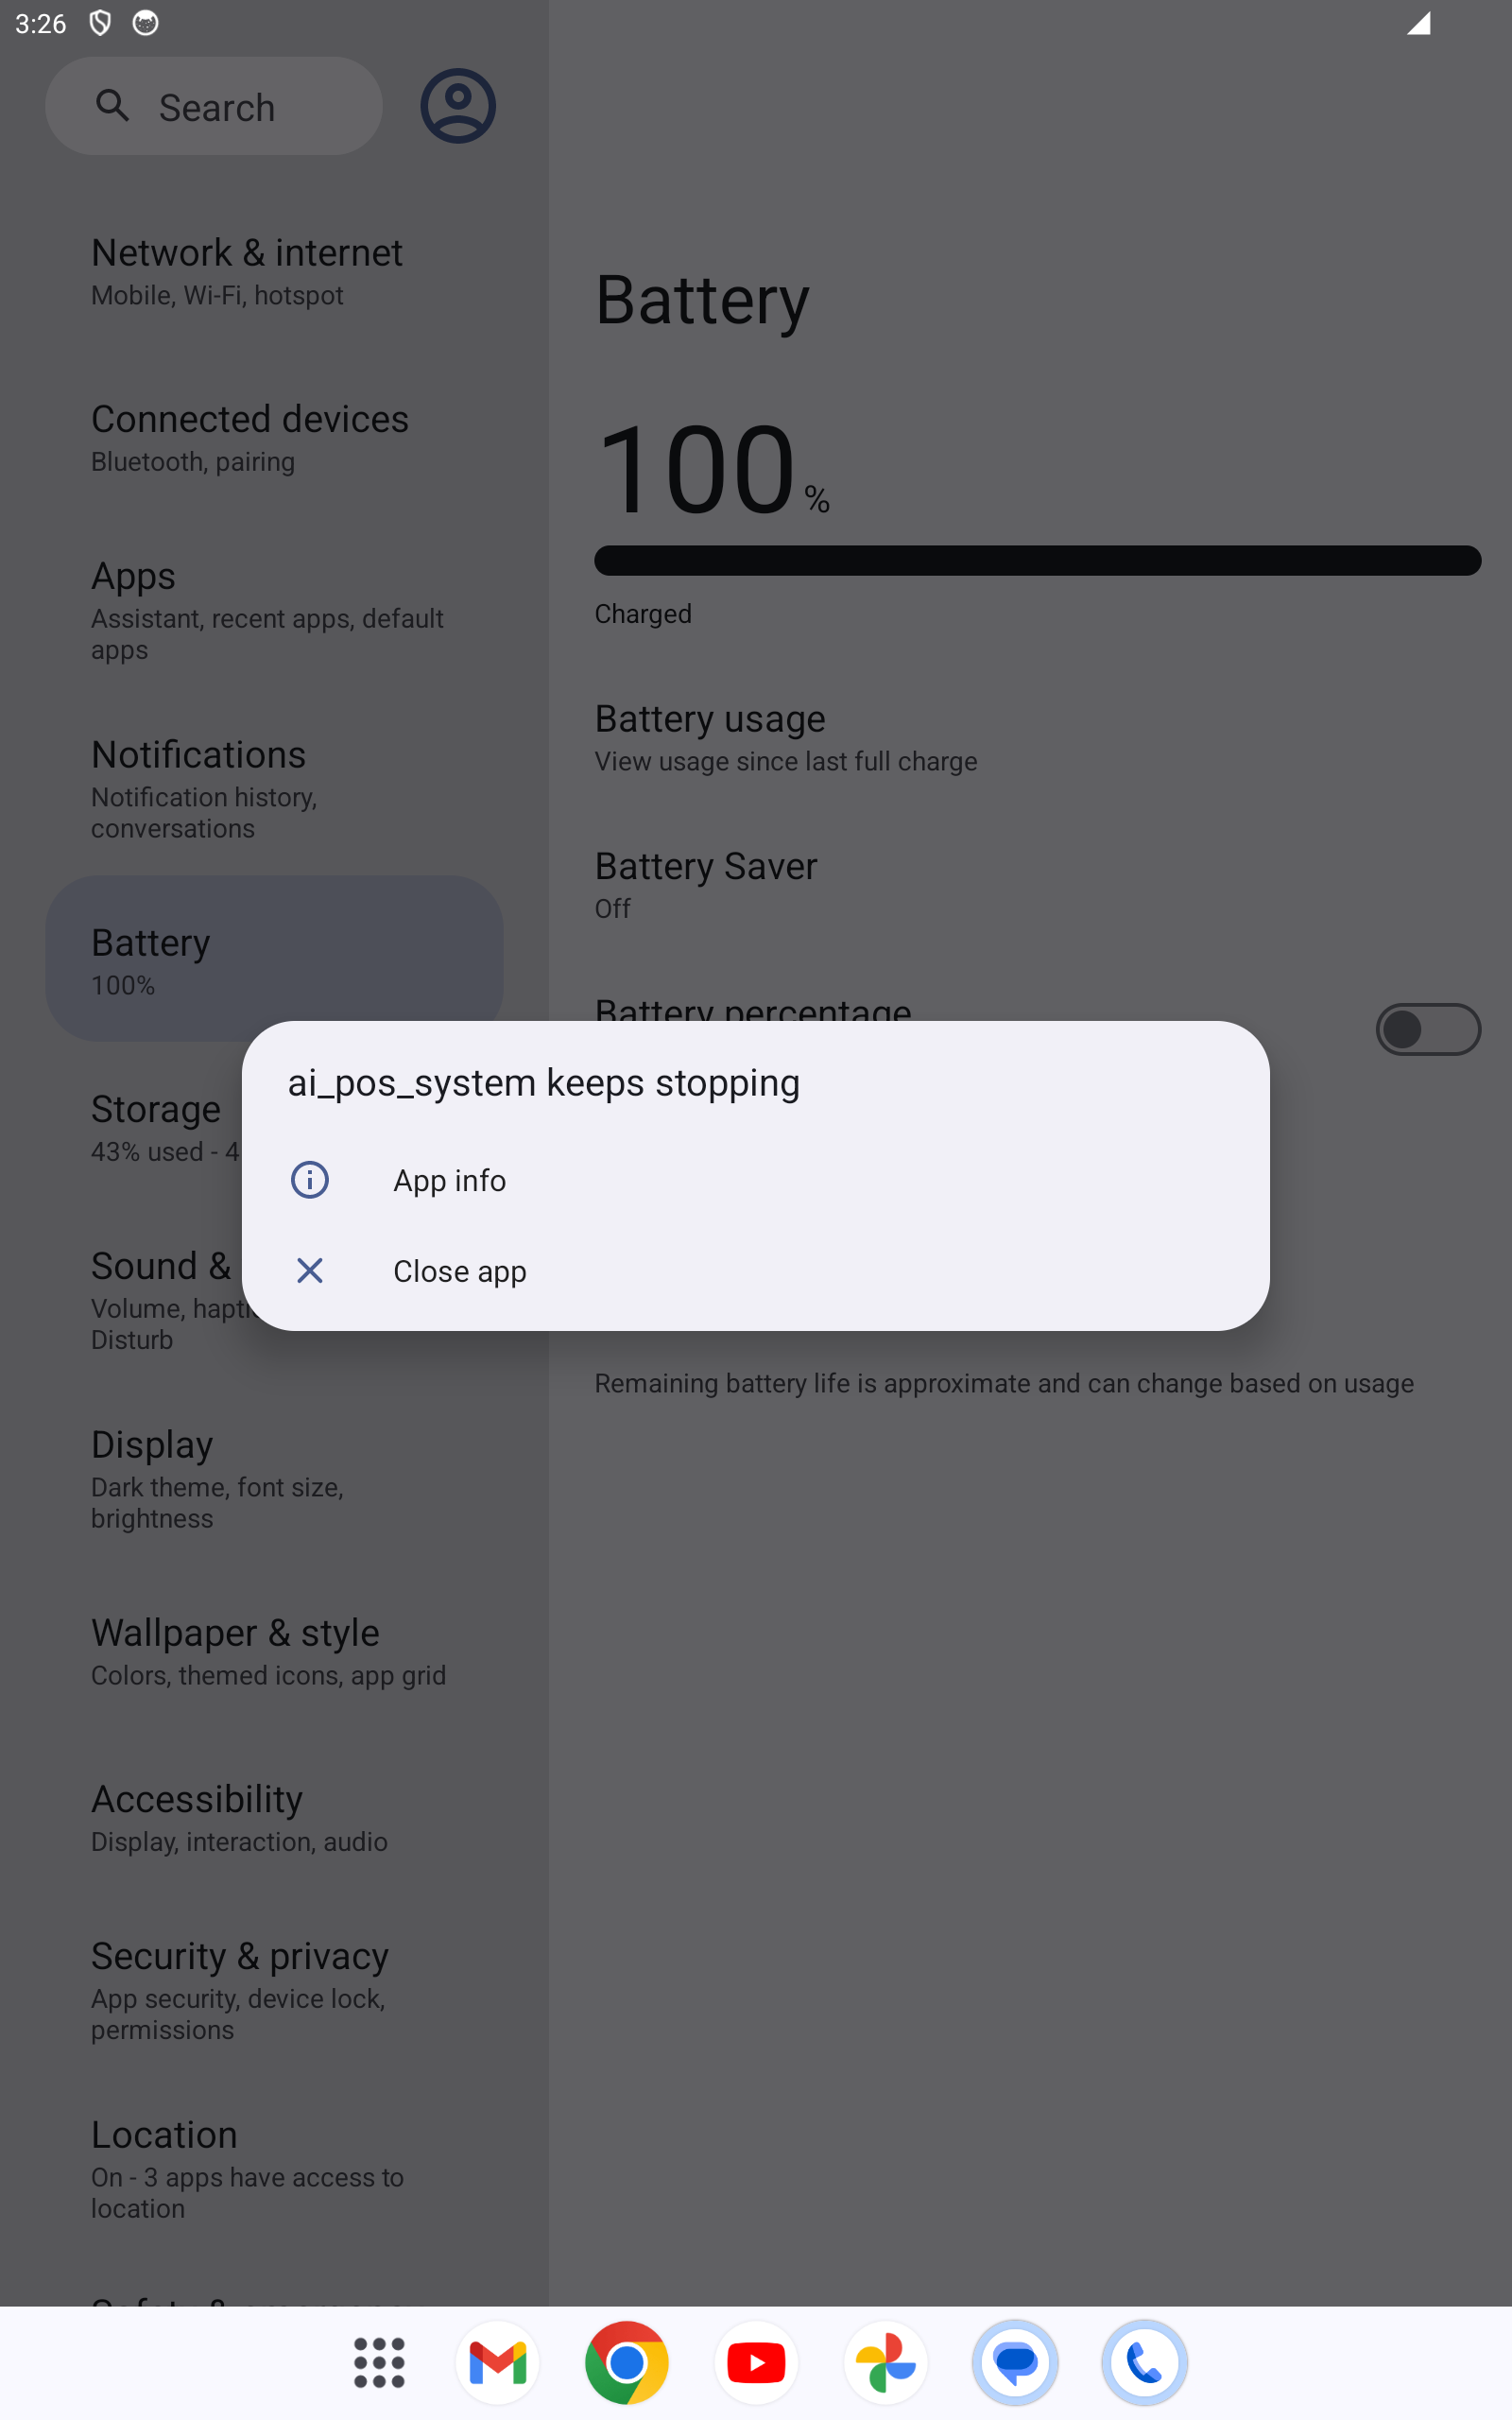 3:26
Search
Network & internet
Mobile, Wi-Fi, hotspot
Connected devices
Bluetooth, pairing
Apps
Assistant, recent apps, default
apps
Notifications
Notification history,
conversations
Battery
100%
Storage
43% used - 4
Sound &
Volume, hapti
Disturb
Display
Dark theme, font size,
brightness
Wallpaper & style
Colors, themed icons, app grid
Accessibility
Display, interaction, audio
Security & privacy
App security, device lock,
permissions
Location
On - 3 apps have access to
location
Battery
100 %
Charged
Battery usage
View usage since last full charge
Battery Saver
Off
Battery percentage
Remaining battery life is approximate and can change based on usage
ai_pos_system keeps stopping
App info
Close app